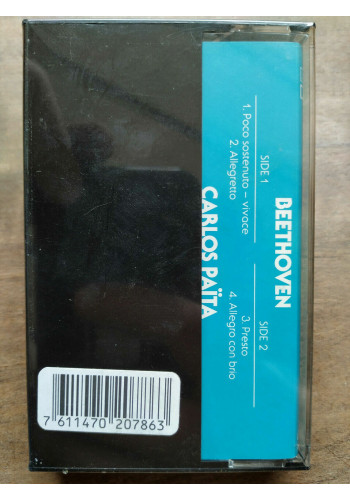 BEETHOVEN
SIDE 1
1. Poco sostenuto – vivace
2. Allegretto
SIDE 2
3. Presto
4. Allegro con brio
CARLOS PAÏTA
7 611470 207863